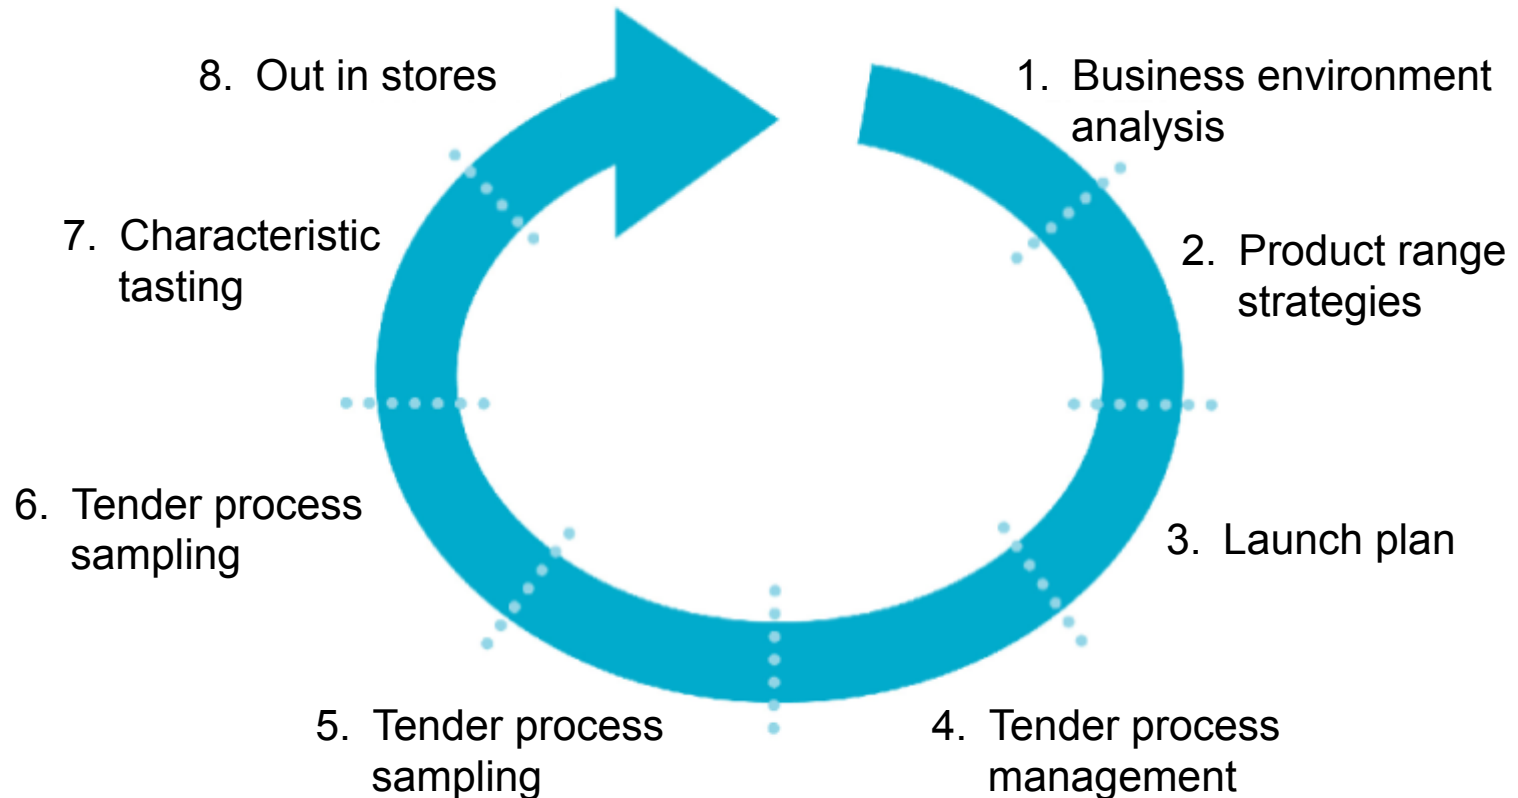 1. Business environment
analysis
2. Product range
strategies
3. Launch plan
4. Tender process
management
5. Tender process
sampling
6. Tender process
sampling
7. Characteristic
tasting
8. Out in stores